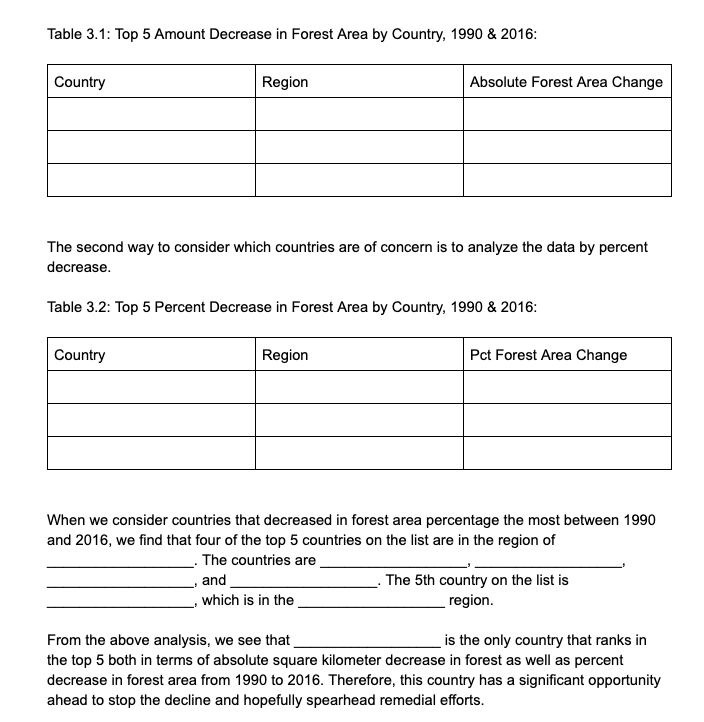 Table 3.1: Top 5 Amount Decrease in Forest Area by Country, 1990 & 2016:
Country Region Absolute Forest Area Change
The second way to consider which countries are of concern is to analyze the data by percent
decrease.
Table 3.2: Top 5 Percent Decrease in Forest Area by Country, 1990 & 2016:
Country Region Pct Forest Area Change
When we consider countries that decreased in forest area percentage the most between 1990
and 2016, we find that four of the top 5 countries on the list are in the region of
__________________. The countries are __________________, __________________,
__________________, and __________________. The 5th country on the list is
__________________, which is in the __________________ region.
From the above analysis, we see that __________________ is the only country that ranks in
the top 5 both in terms of absolute square kilometer decrease in forest as well as percent
decrease in forest area from 1990 to 2016. Therefore, this country has a significant opportunity
ahead to stop the decline and hopefully spearhead remedial efforts.